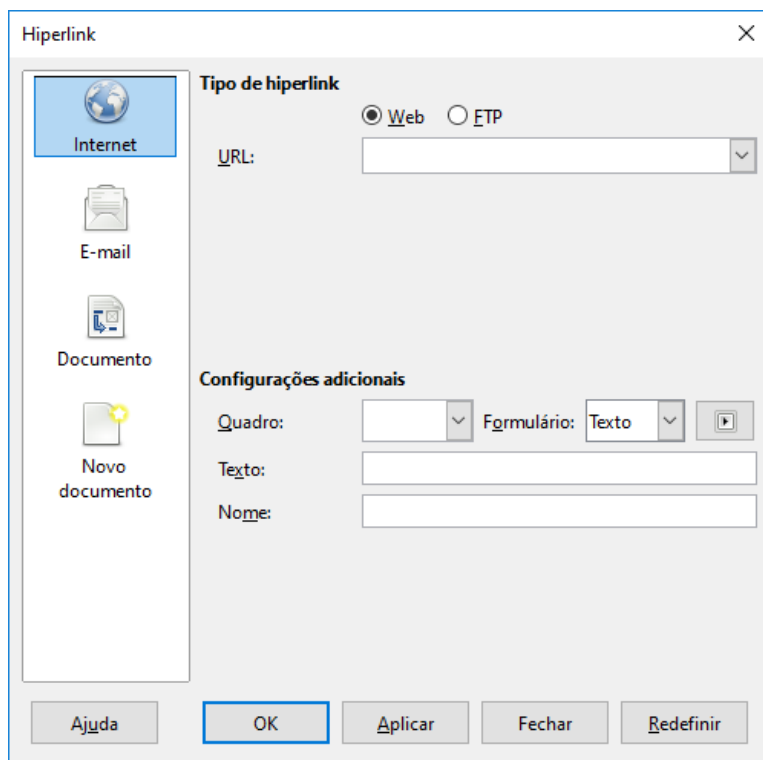 Hiperlink
Internet
E-mail
Documento
Novo
documento
Tipo de hiperlink
Web FTP
URL:
Configurações adicionais
Quadro: Formulário: Texto
Texto:
Nome:
Ajuda OK Aplicar Fechar Redefinir